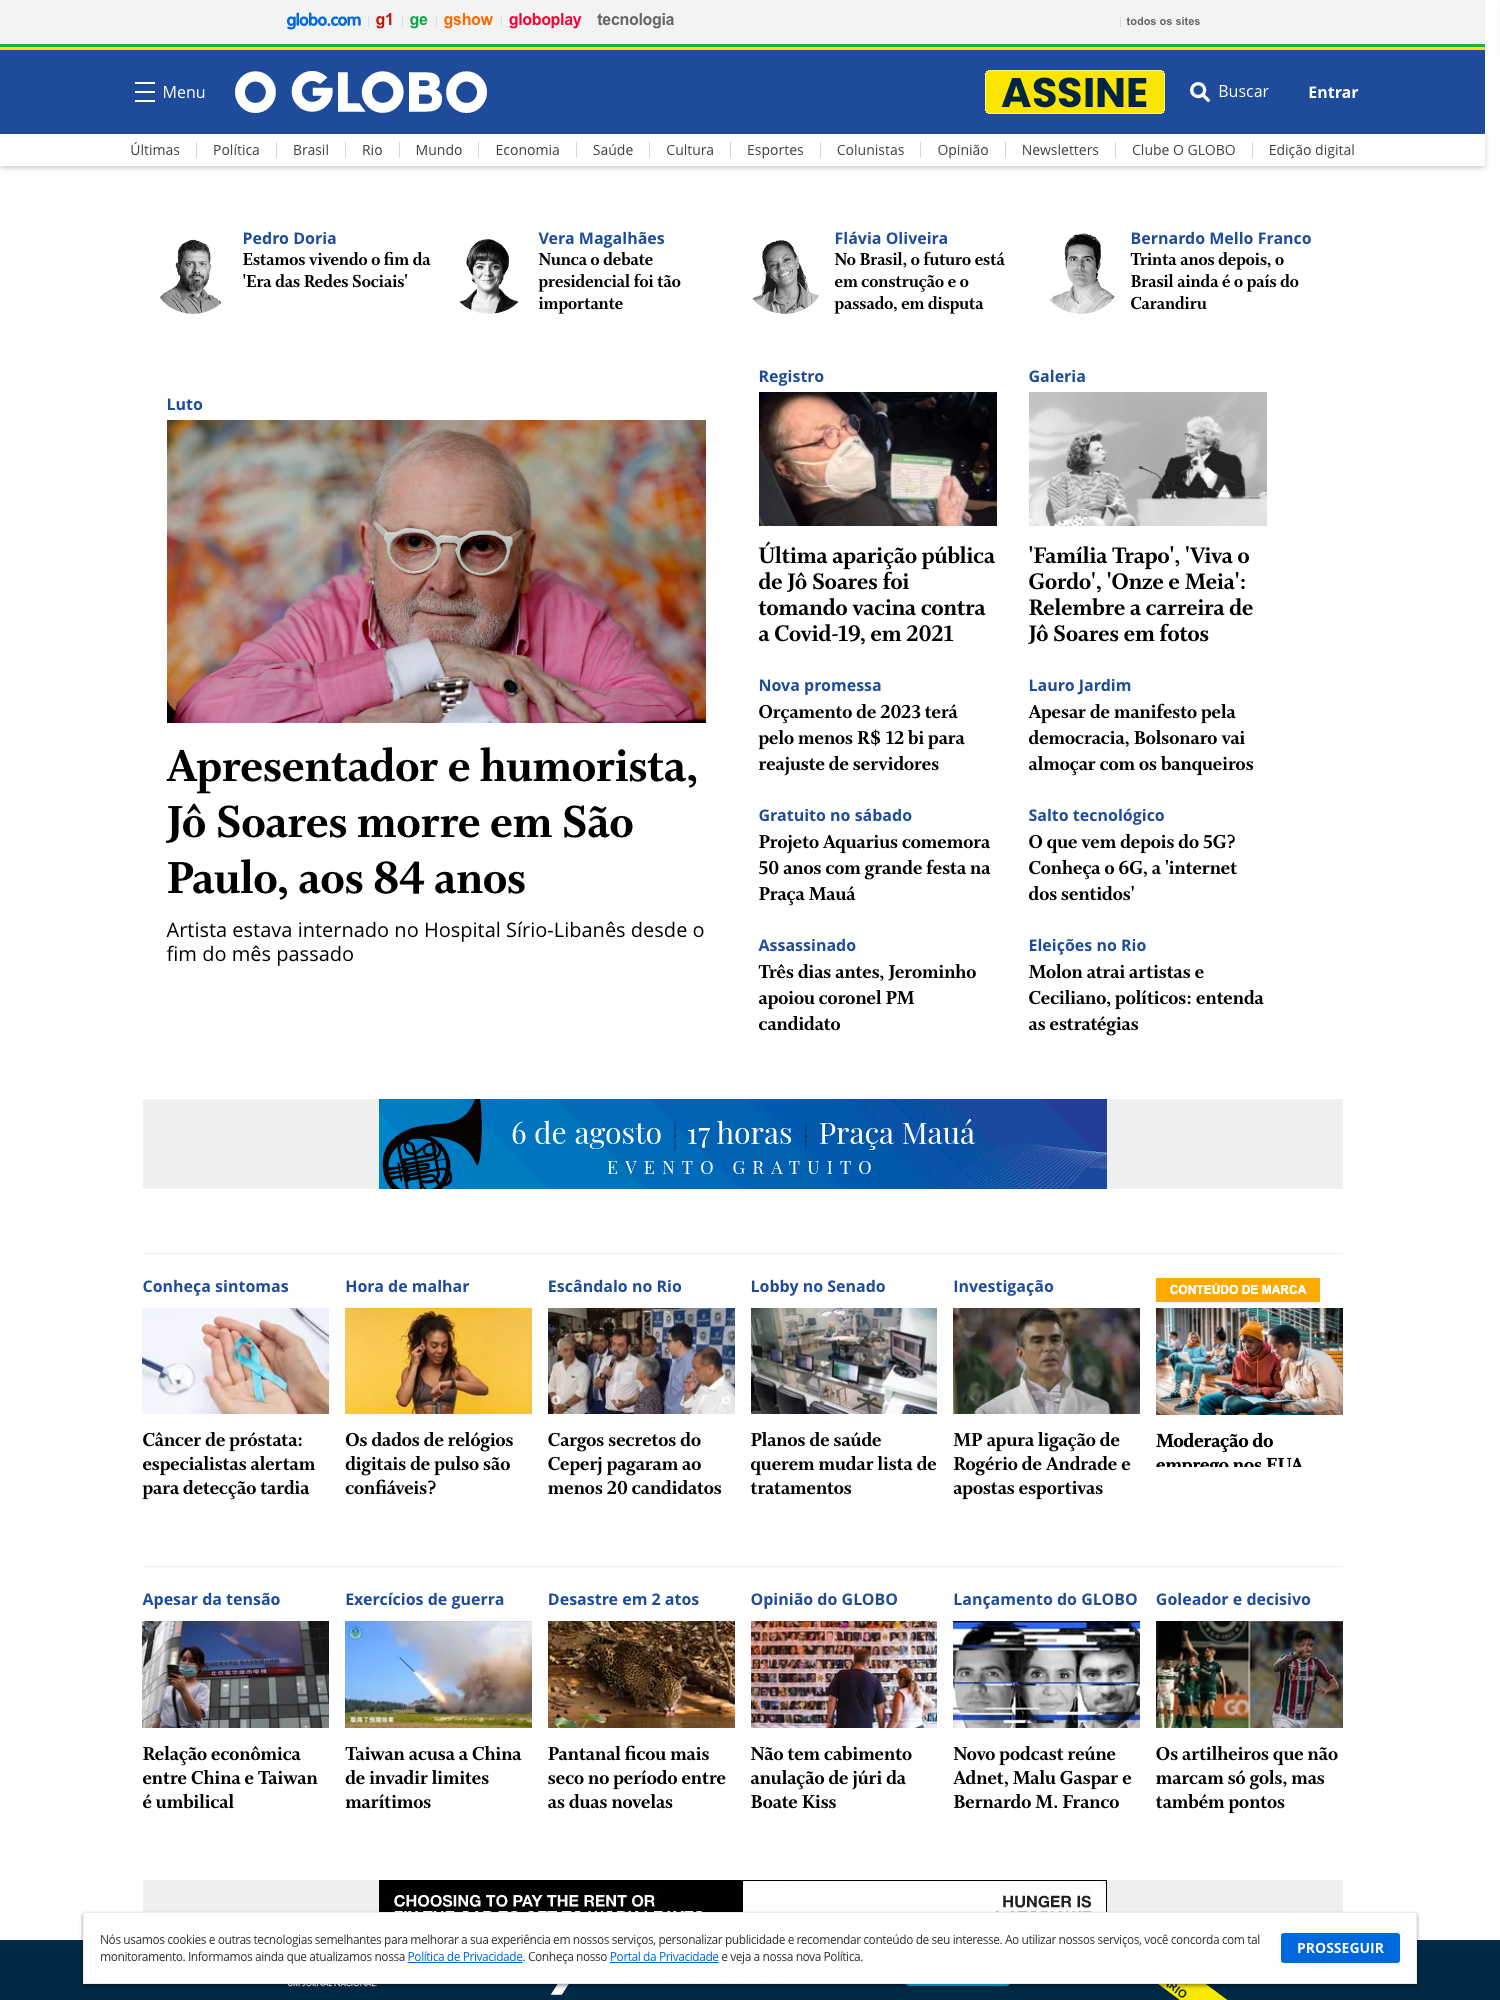 globo.com g1 ge gshow globoplay tecnologia todos os sites
Menu O GLOBO ASSINE Buscar Entrar
Últimas Política Brasil Rio Mundo Economia Saúde Cultura Esportes Colunistas Opinião Newsletters Clube O GLOBO Edição digital
Pedro Doria
Estamos vivendo o fim da
'Era das Redes Sociais'
Vera Magalhães
Nunca o debate
presidencial foi tão
importante
Flávia Oliveira
No Brasil, o futuro está
em construção e o
passado, em disputa
Bernardo Mello Franco
Trinta anos depois, o
Brasil ainda é o país do
Carandiru
Luto
Apresentador e humorista,
Jô Soares morre em São
Paulo, aos 84 anos
Artista estava internado no Hospital Sírio-Libanês desde o
fim do mês passado
Registro
Última aparição pública
de Jô Soares foi
tomando vacina contra
a Covid-19, em 2021
Galeria
'Família Trapo', 'Viva o
Gordo', 'Onze e Meia':
Relembre a carreira de
Jô Soares em fotos
Nova promessa
Orçamento de 2023 terá
pelo menos R$ 12 bi para
reajuste de servidores
Lauro Jardim
Apesar de manifesto pela
democracia, Bolsonaro vai
almoçar com os banqueiros
Gratuito no sábado
Projeto Aquarius comemora
50 anos com grande festa na
Praça Mauá
Salto tecnológico
O que vem depois do 5G?
Conheça o 6G, a 'internet
dos sentidos'
Assassinado
Três dias antes, Jerominho
apoiou coronel PM
candidato
Eleições no Rio
Molon atrai artistas e
Ceciliano, políticos: entenda
as estratégias
6 de agosto 17 horas Praça Mauá
EVENTO GRATUITO
Conheça sintomas
Câncer de próstata:
especialistas alertam
para detecção tardia
Hora de malhar
Os dados de relógios
digitais de pulso são
confiáveis?
Escândalo no Rio
Cargos secretos do
Ceperj pagaram ao
menos 20 candidatos
Lobby no Senado
Planos de saúde
querem mudar lista de
tratamentos
Investigação
MP apura ligação de
Rogério de Andrade e
apostas esportivas
CONTEÚDO DE MARCA
Moderação do
emprego nos EUA
Apesar da tensão
Relação econômica
entre China e Taiwan
é umbilical
Exercícios de guerra
Taiwan acusa a China
de invadir limites
marítimos
Desastre em 2 atos
Pantanal ficou mais
seco no período entre
as duas novelas
Opinião do GLOBO
Não tem cabimento
anulação de júri da
Boate Kiss
Lançamento do GLOBO
Novo podcast reúne
Adnet, Malu Gaspar e
Bernardo M. Franco
Goleador e decisivo
Os artilheiros que não
marcam só gols, mas
também pontos
CHOOSING TO PAY THE RENT OR
HUNGER IS
Nós usamos cookies e outras tecnologias semelhantes para melhorar a sua experiência em nossos serviços, personalizar publicidade e recomendar conteúdo de seu interesse. Ao utilizar nossos serviços, você concorda com tal
monitoramento. Informamos ainda que atualizamos nossa Política de Privacidade. Conheça nosso Portal da Privacidade e veja a nossa nova Política.
PROSSEGUIR